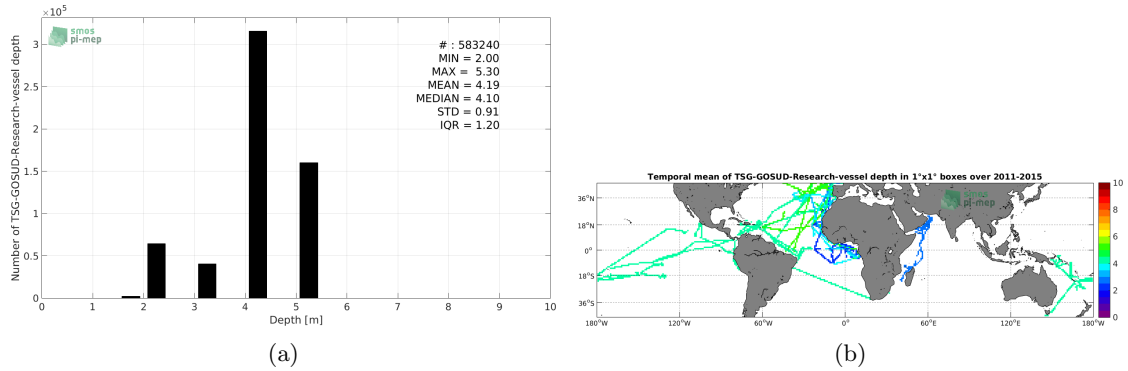 ×10⁵
smos
pi-mep
# : 583240
MIN = 2.00
MAX = 5.30
MEAN = 4.19
MEDIAN = 4.10
STD = 0.91
IQR = 1.20
Number of TSG-GOSUD-Research-vessel depth
3
2.5
2
1.5
1
0.5
0
0 1 2 3 4 5 6 7 8 9 10
Depth [m]
(a)
Temporal mean of TSG-GOSUD-Research-vessel depth in 1°x1° boxes over 2011-2015
smos
pi-mep
36°N
18°N
0°
18°S
36°S
180°W 120°W 60°W 0° 60°E 120°E 180°W
10
8
6
4
2
0
(b)